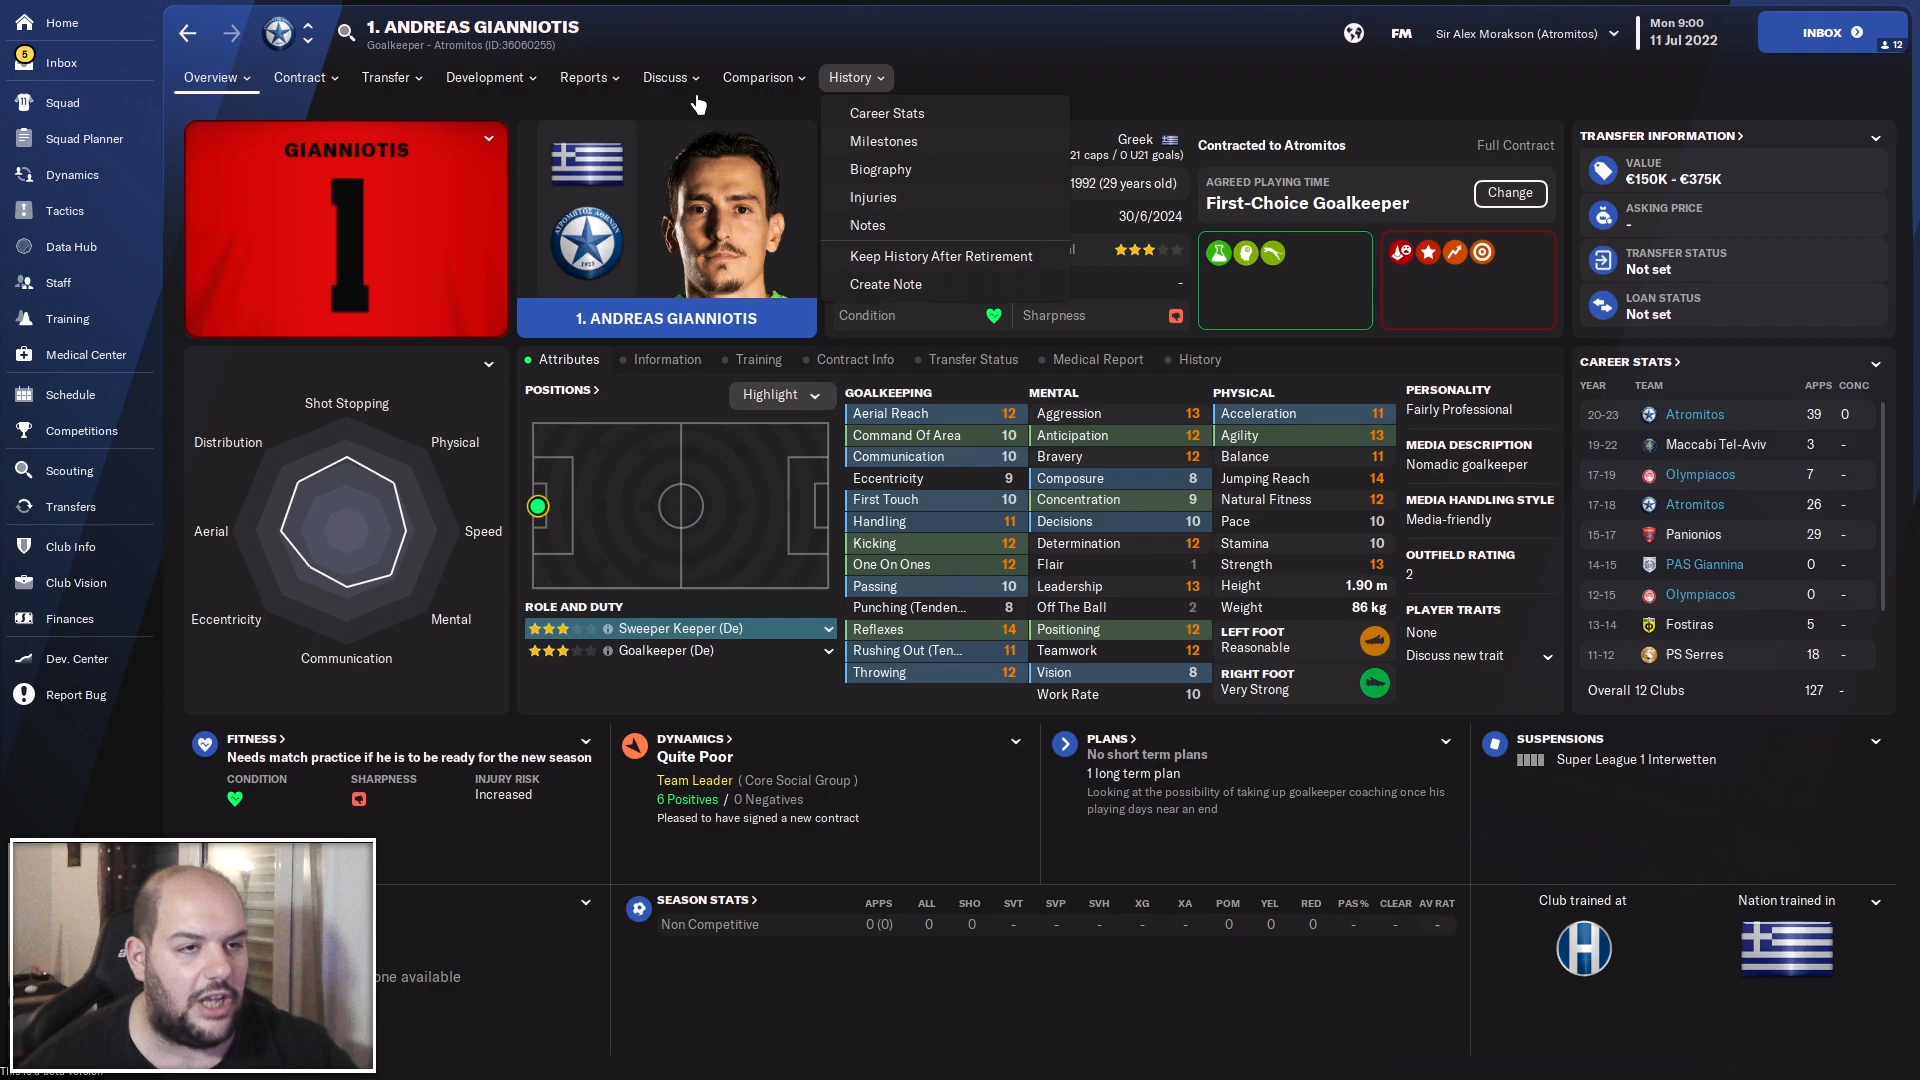 Home
Inbox
5
Squad
Squad Planner
Dynamics
Tactics
Data Hub
Staff
Training
Medical Center
Schedule
Competitions
Scouting
Transfers
Club Info
Club Vision
Finances
Dev. Center
Report Bug
1. ANDREAS GIANNIOTIS
Goalkeeper - Atromitos (ID:36060255)
FM
Sir Alex Morakson (Atromitos)
Mon 9:00
11 Jul 2022
INBOX
12
Overview
Contract
Transfer
Development
Reports
Discuss
Comparison
History
Career Stats
Milestones
Biography
Injuries
Notes
Keep History After Retirement
Create Note
GIANNIOTIS
1
1. ANDREAS GIANNIOTIS
Greek
21 caps / 0 U21 goals)
1992 (29 years old)
30/6/2024
-
Condition
Sharpness
Contracted to Atromitos
Full Contract
AGREED PLAYING TIME
First-Choice Goalkeeper
Change
TRANSFER INFORMATION >
VALUE
€150K - €375K
ASKING PRICE
-
TRANSFER STATUS
Not set
LOAN STATUS
Not set
Shot Stopping
Physical
Speed
Mental
Communication
Eccentricity
Aerial
Distribution
Attributes
Information
Training
Contract Info
Transfer Status
Medical Report
History
POSITIONS >
Highlight
ROLE AND DUTY
Sweeper Keeper (De)
Goalkeeper (De)
GOALKEEPING
Aerial Reach 12
Command Of Area 10
Communication 10
Eccentricity 9
First Touch 10
Handling 11
Kicking 12
One On Ones 12
Passing 10
Punching (Tenden... 8
Reflexes 14
Rushing Out (Ten... 11
Throwing 12
MENTAL
Aggression 13
Anticipation 12
Bravery 12
Composure 8
Concentration 9
Decisions 10
Determination 12
Flair 1
Leadership 13
Off The Ball 2
Positioning 12
Teamwork 12
Vision 8
Work Rate 10
PHYSICAL
Acceleration 11
Agility 13
Balance 11
Jumping Reach 14
Natural Fitness 12
Pace 10
Stamina 10
Strength 13
Height 1.90 m
Weight 86 kg
LEFT FOOT
Reasonable
RIGHT FOOT
Very Strong
PERSONALITY
Fairly Professional
MEDIA DESCRIPTION
Nomadic goalkeeper
MEDIA HANDLING STYLE
Media-friendly
OUTFIELD RATING
2
PLAYER TRAITS
None
Discuss new trait
CAREER STATS >
YEAR TEAM APPS CONC
20-23 Atromitos 39 0
19-22 Maccabi Tel-Aviv 3 -
17-19 Olympiacos 7 -
17-18 Atromitos 26 -
15-17 Panionios 29 -
14-15 PAS Giannina 0 -
12-15 Olympiacos 0 -
13-14 Fostiras 5 -
11-12 PS Serres 18 -
Overall 12 Clubs 127 -
FITNESS >
Needs match practice if he is to be ready for the new season
CONDITION
SHARPNESS
INJURY RISK
Increased
DYNAMICS >
Quite Poor
Team Leader ( Core Social Group )
6 Positives / 0 Negatives
Pleased to have signed a new contract
PLANS >
No short term plans
1 long term plan
Looking at the possibility of taking up goalkeeper coaching once his
playing days near an end
SUSPENSIONS
Super League 1 Interwetten
one available
SEASON STATS >
APPS ALL SHO SVT SVP SVH XG XA POM YEL RED PAS% CLEAR AV RAT
Non Competitive 0 (0) 0 0 - - - - - 0 0 0 - - -
Club trained at
Nation trained in